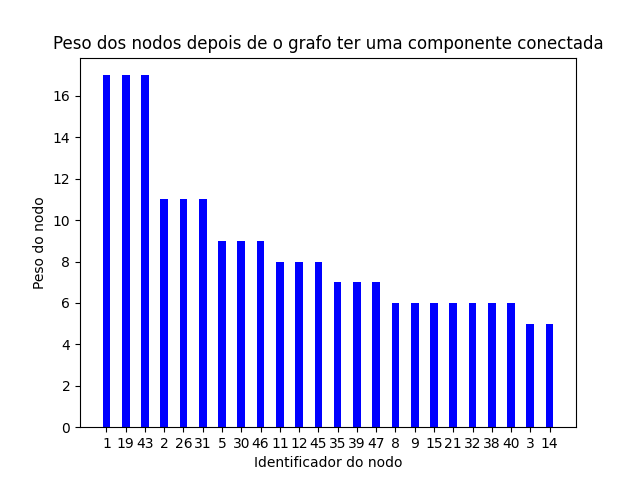 Peso dos nodos depois de o grafo ter uma componente conectada
Peso do nodo
16
14
12
10
8
6
4
2
0
1 19 43 2 26 31 5 30 46 11 12 45 35 39 47 8 9 15 21 32 38 40 3 14
Identificador do nodo